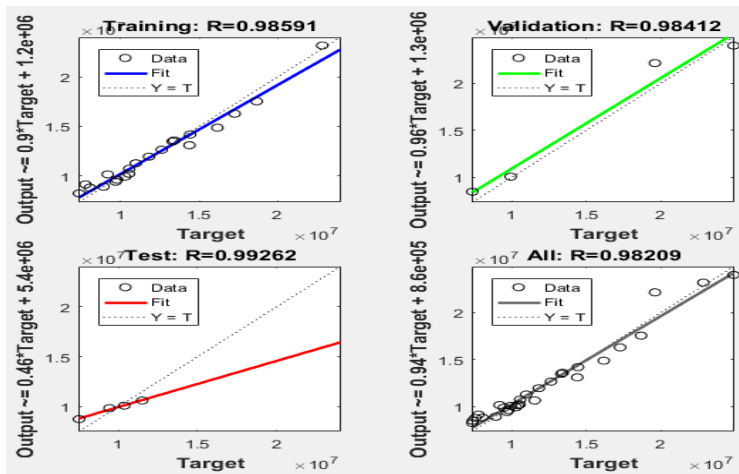 Training: R=0.98591
×10^7
Output ~= 0.9*Target + 1.2e+06
2
1.5
1
Data
Fit
Y = T
1 1.5 2
Target
×10^7
Validation: R=0.98412
Output ~= 0.96*Target + 1.3e+06
2
1.5
1
Data
Fit
Y = T
1 1.5 2
Target
×10^7
Test: R=0.99262
×10^7
Output ~= 0.46*Target + 5.4e+06
2
1.5
1
Data
Fit
Y = T
1 1.5 2
Target
×10^7
All: R=0.98209
×10^7
Output ~= 0.94*Target + 8.6e+05
2
1.5
1
Data
Fit
Y = T
1 1.5 2
Target
×10^7